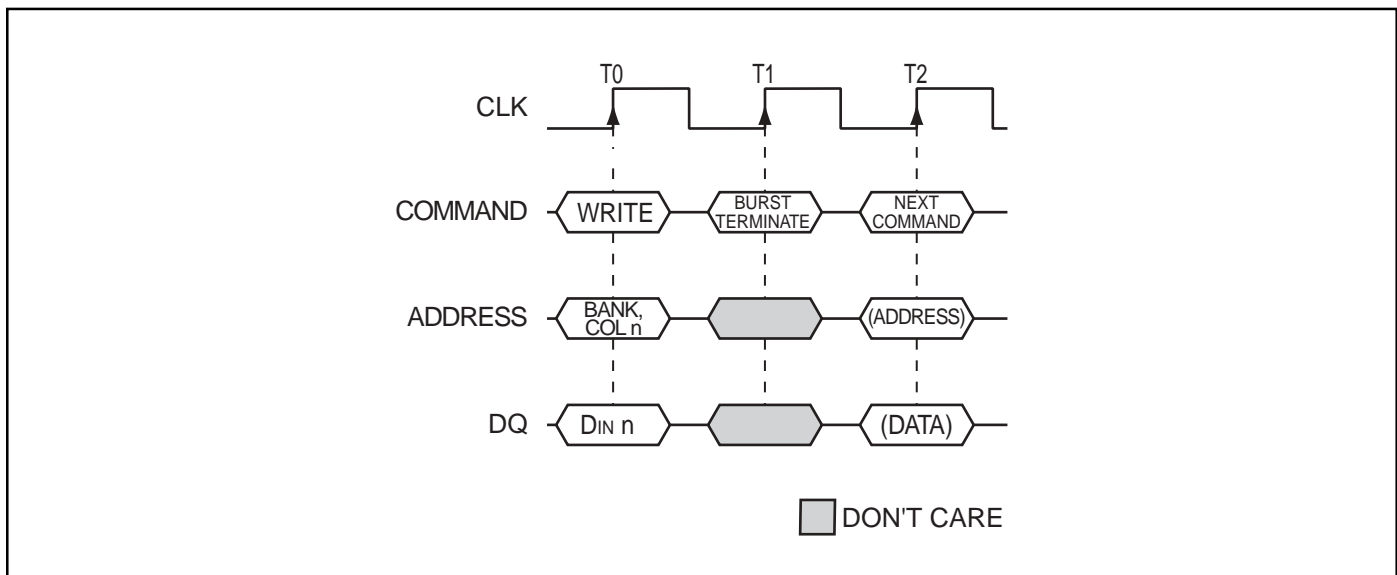 T0 T1 T2
CLK
COMMAND WRITE BURST TERMINATE NEXT COMMAND
ADDRESS BANK, COL n (ADDRESS)
DQ DIN n (DATA)
DON'T CARE